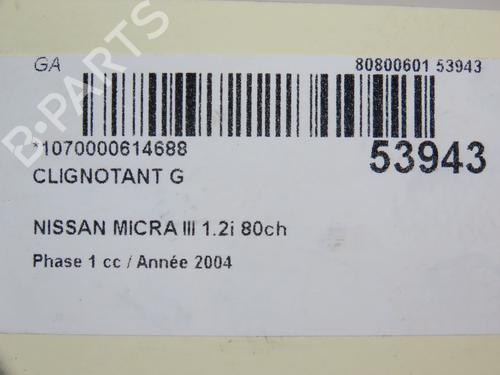 GA 80800601 53943
*1070000614688 53943
CLIGNOTANT G
NISSAN MICRA III 1.2i 80ch
Phase 1 cc / Année 2004
B-PARTS